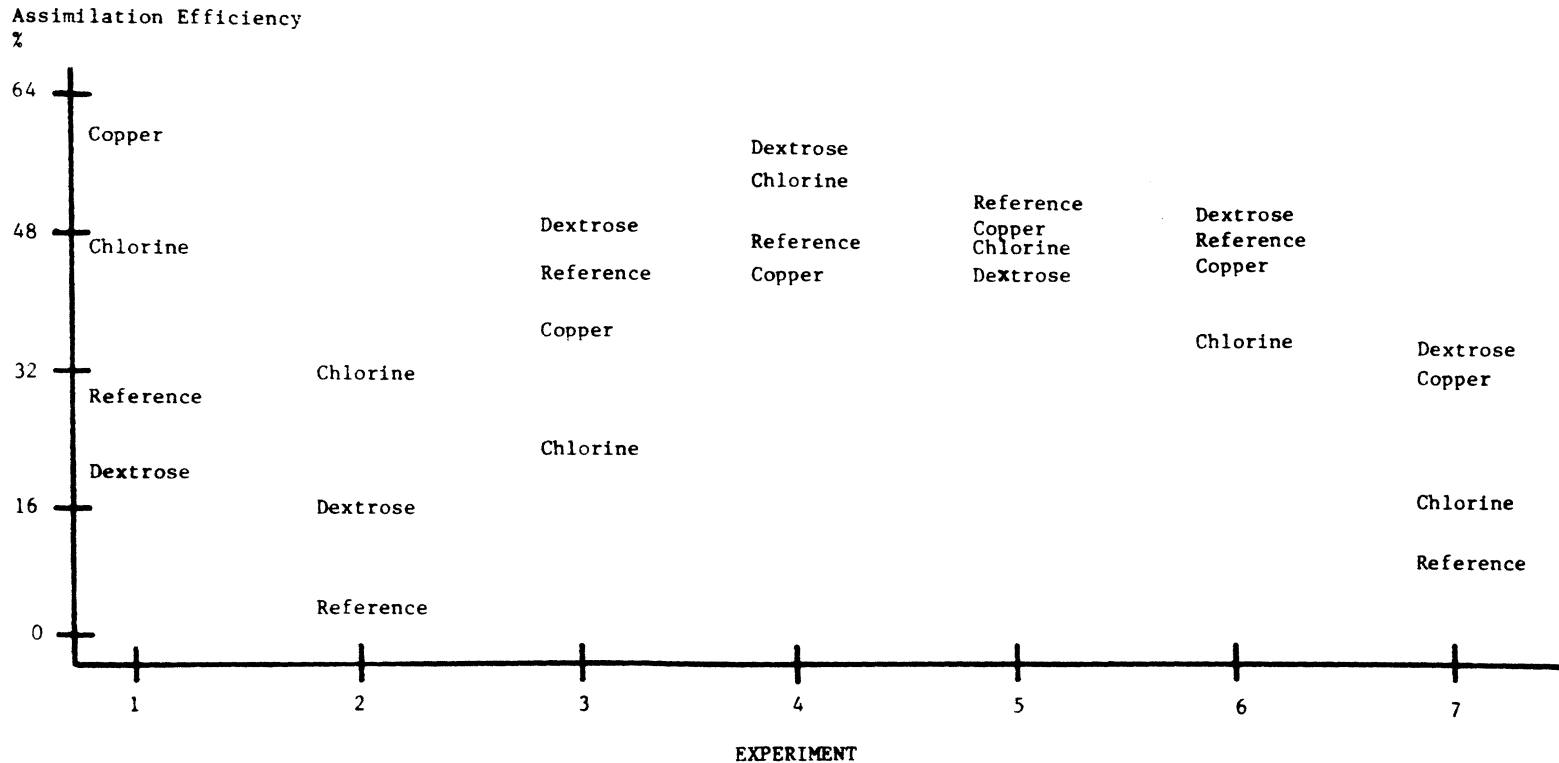 Assimilation Efficiency
%
64
Copper
Dextrose
Chlorine
Reference
Dextrose
Dextrose
Copper
48
Reference
Reference
Chlorine
Chlorine
Copper
Reference
Copper
Dextrose
Copper
Chlorine
Dextrose
32
Chlorine
Copper
Reference
Chlorine
Dextrose
16
Dextrose
Chlorine
Reference
Reference
0
1 2 3 4 5 6 7
EXPERIMENT